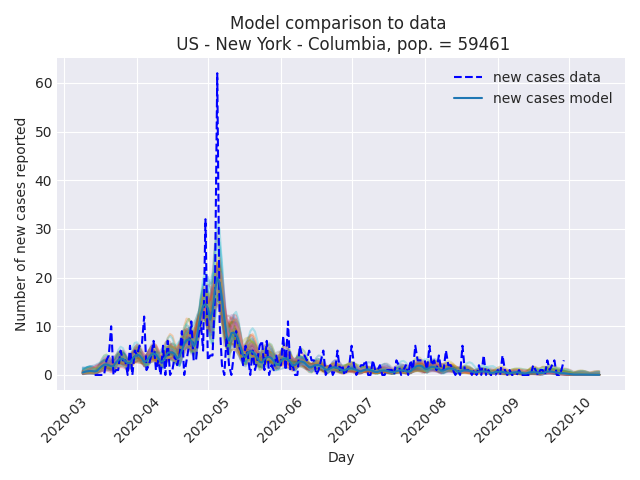 Model comparison to data
US - New York - Columbia, pop. = 59461
new cases data
new cases model
Number of new cases reported
60
50
40
30
20
10
0
2020-03
2020-04
2020-05
2020-06
2020-07
2020-08
2020-09
2020-10
Day